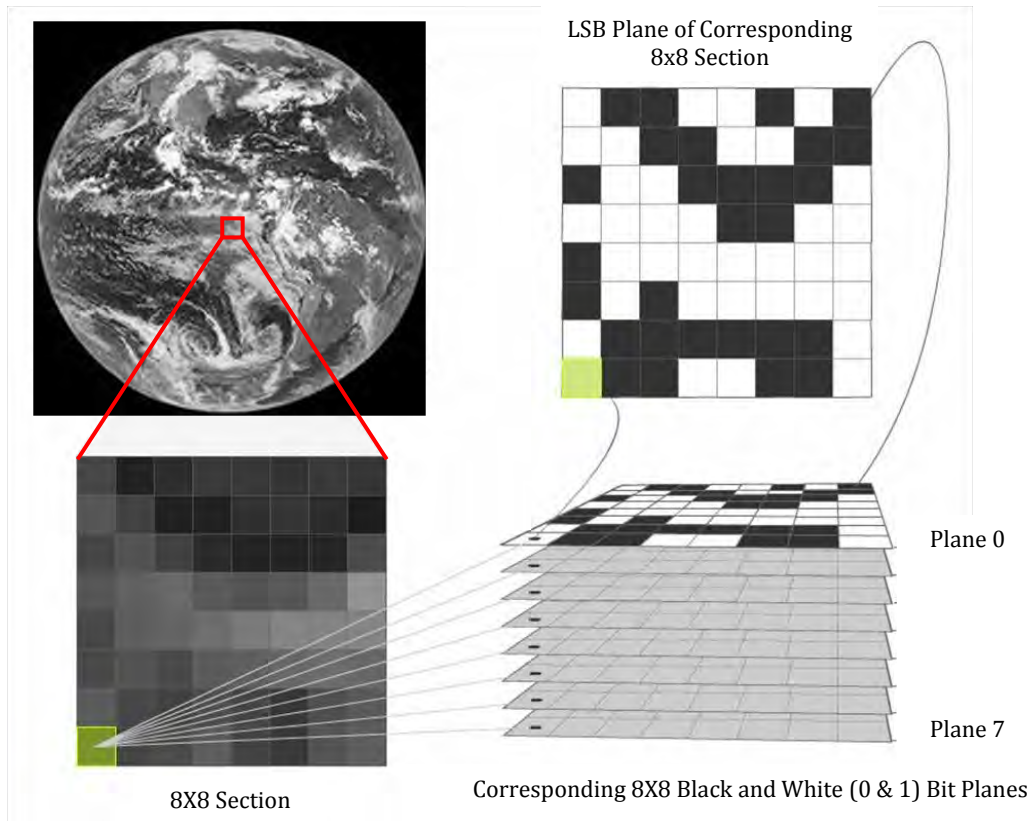 LSB Plane of Corresponding
8x8 Section
Plane 0
Plane 7
8X8 Section
Corresponding 8X8 Black and White (0 & 1) Bit Planes